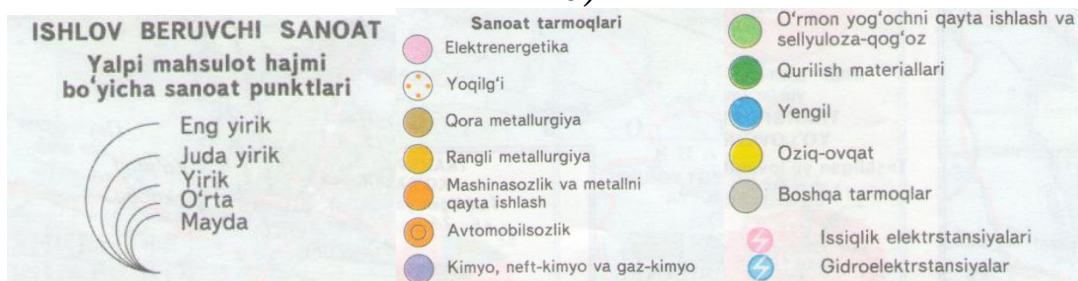 ISHLOV BERUVCHI SANOAT
Yalpi mahsulot hajmi
bo‘yicha sanoat punktlari
Eng yirik
Juda yirik
Yirik
O‘rta
Mayda
Sanoat tarmoqlari
Elektrenergetika
Yoqilg‘i
Qora metallurgiya
Rangli metallurgiya
Mashinasozlik va metallni
qayta ishlash
Avtomobilsozlik
Kimyo, neft-kimyo va gaz-kimyo
O‘rmon yog‘ochni qayta ishlash va
sellyuloza-qog‘oz
Qurilish materiallari
Yengil
Oziq-ovqat
Boshqa tarmoqlar
Issiqlik elektrstansiyalari
Gidroelektrstansiyalar